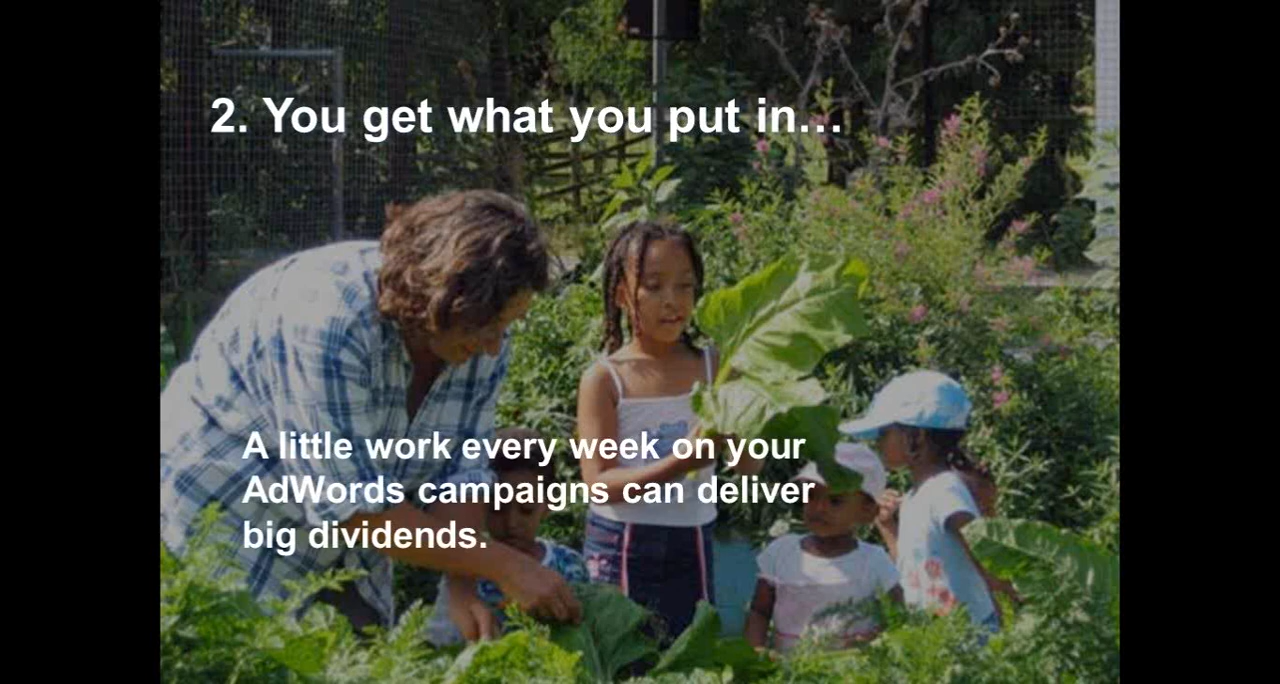 2. You get what you put in…
A little work every week on your
AdWords campaigns can deliver
big dividends.